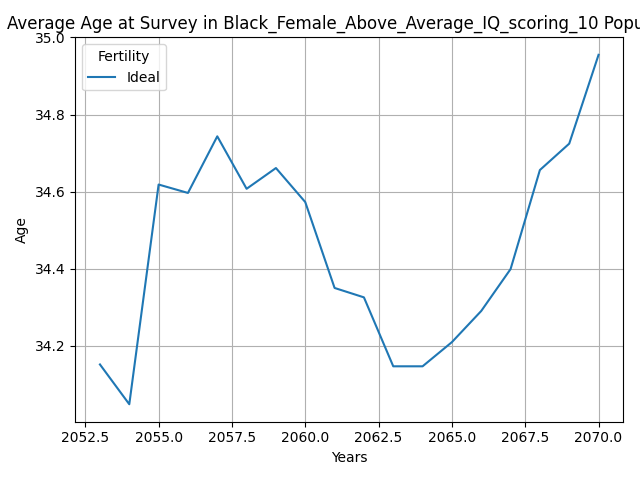 Average Age at Survey in Black_Female_Above_Average_IQ_scoring_10 Popu
35.0
34.8
34.6
34.4
34.2
Age
Fertility
Ideal
2052.5 2055.0 2057.5 2060.0 2062.5 2065.0 2067.5 2070.0
Years